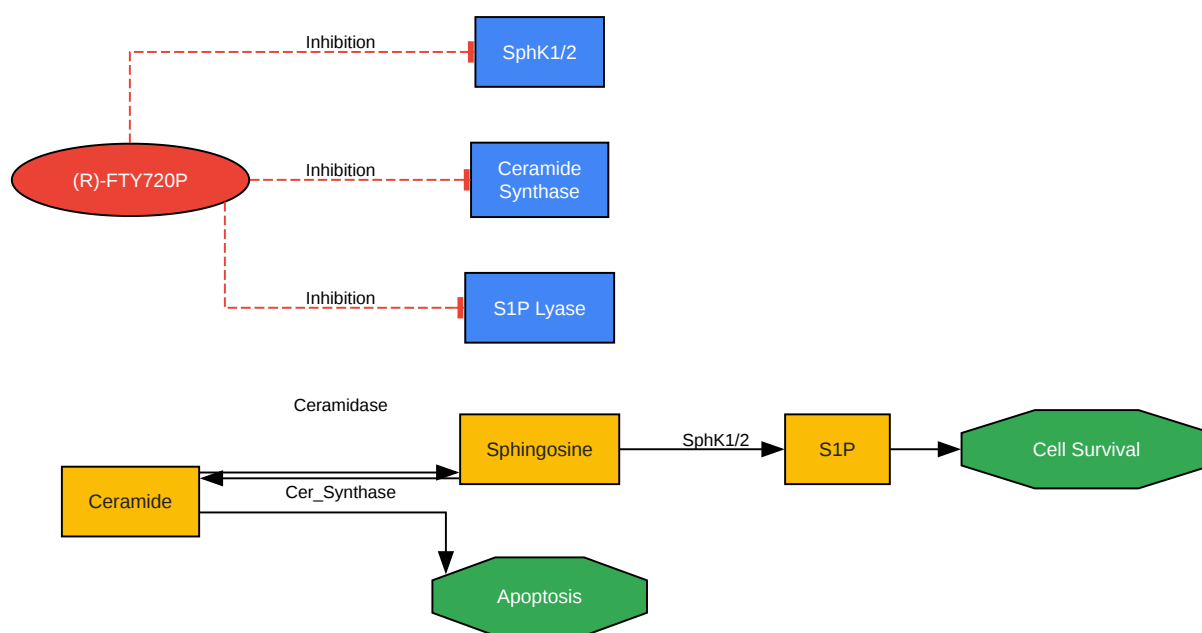 Inhibition
SphK1/2
(R)-FTY720P
Inhibition
Ceramide
Synthase
Inhibition
S1P Lyase
Ceramidase
Sphingosine
SphK1/2
S1P
Cell Survival
Ceramide
Cer_Synthase
Apoptosis